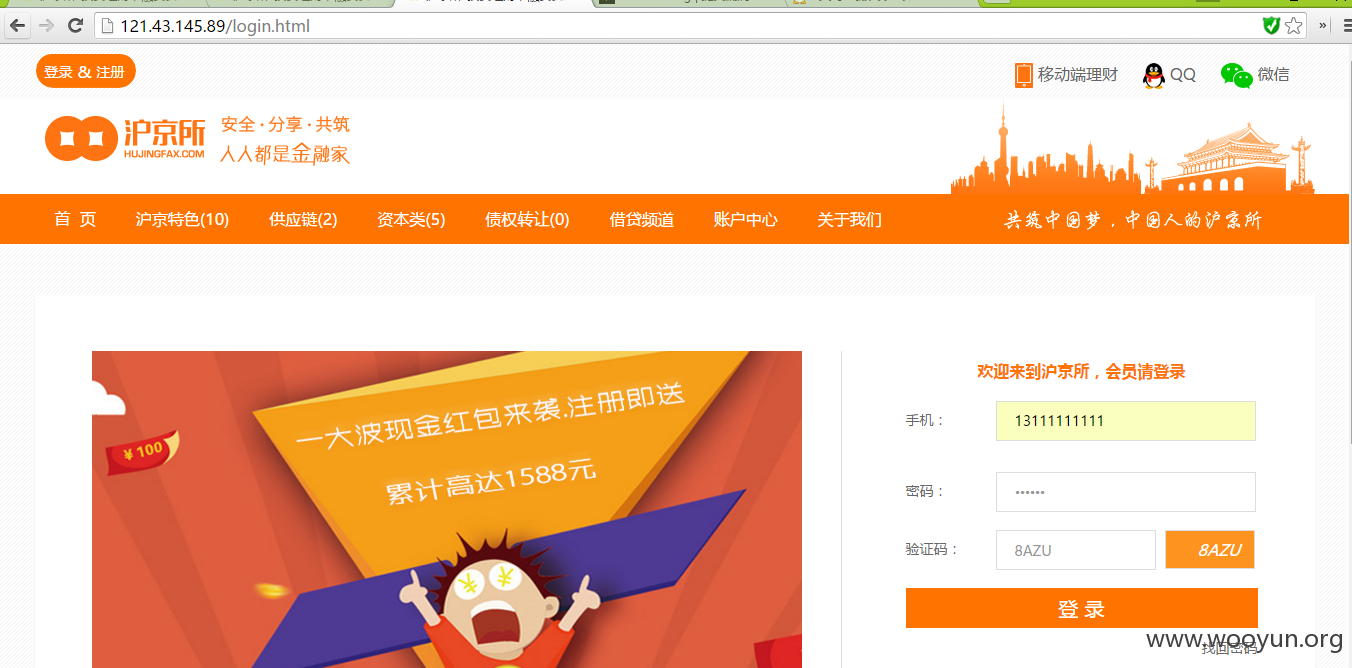 121.43.145.89/login.html
»
登录 & 注册
移动端理财
QQ
微信
沪京所
HUJINGFAX.COM
安全·分享·共筑
人人都是金融家
首 页
沪京特色(10)
供应链(2)
资本类(5)
债权转让(0)
借贷频道
账户中心
关于我们
共筑中国梦，中国人的沪京所
一大波现金红包来袭.注册即送
累计高达1588元
¥100
欢迎来到沪京所，会员请登录
手机：
13111111111
密码：
••••••
验证码：
8AZU
8AZU
登 录
找回密码
www.wooyun.org